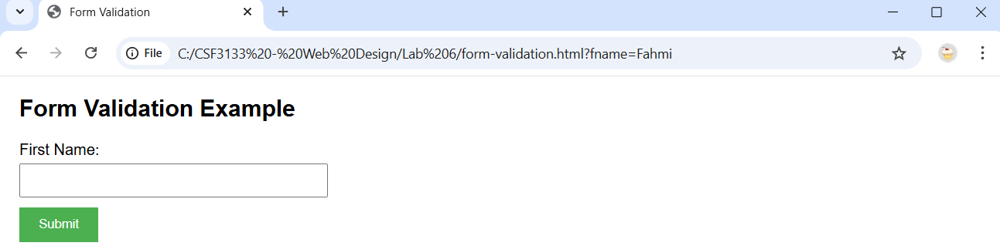 Form Validation
File C:/CSF3133%20-%20Web%20Design/Lab%206/form-validation.html?fname=Fahmi
Form Validation Example
First Name:
Submit